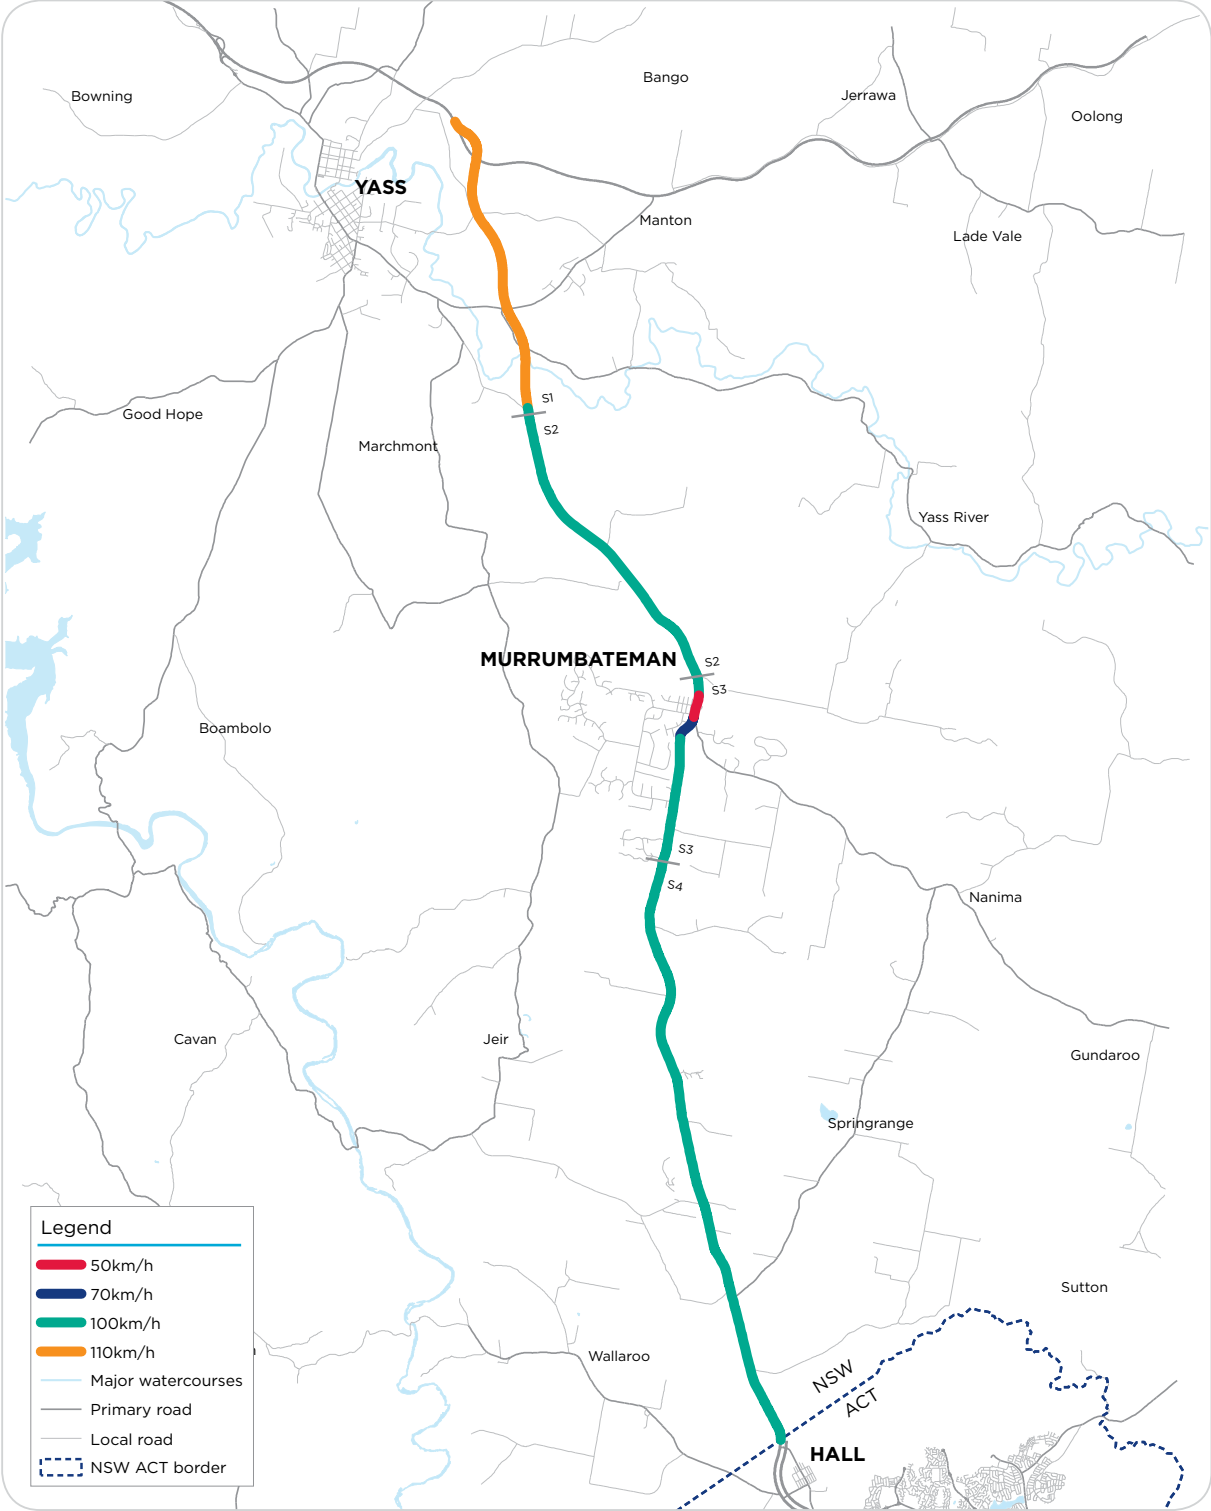 Bango
Bowning
Jerrawa
Oolong
YASS
Manton
Lade Vale
S1
Good Hope
S2
Marchmont
Yass River
MURRUMBATEMAN
S2
S3
Boambolo
S3
S4
Nanima
Cavan
Jeir
Gundaroo
Springrange
Legend
50km/h
70km/h
100km/h
110km/h
Major watercourses
Primary road
Local road
NSW ACT border
Sutton
Wallaroo
NSW
ACT
HALL